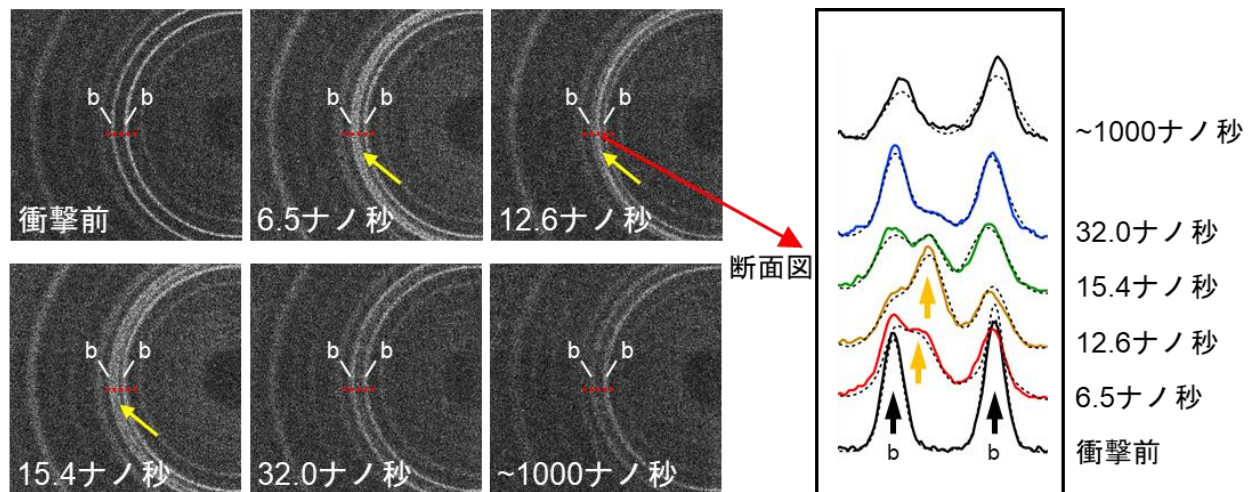 b b
衝撃前
b b
6.5ナノ秒
b b
12.6ナノ秒
b b
15.4ナノ秒
b b
32.0ナノ秒
b b
~1000ナノ秒
断面図
~1000ナノ秒
32.0ナノ秒
15.4ナノ秒
12.6ナノ秒
6.5ナノ秒
衝撃前
b b